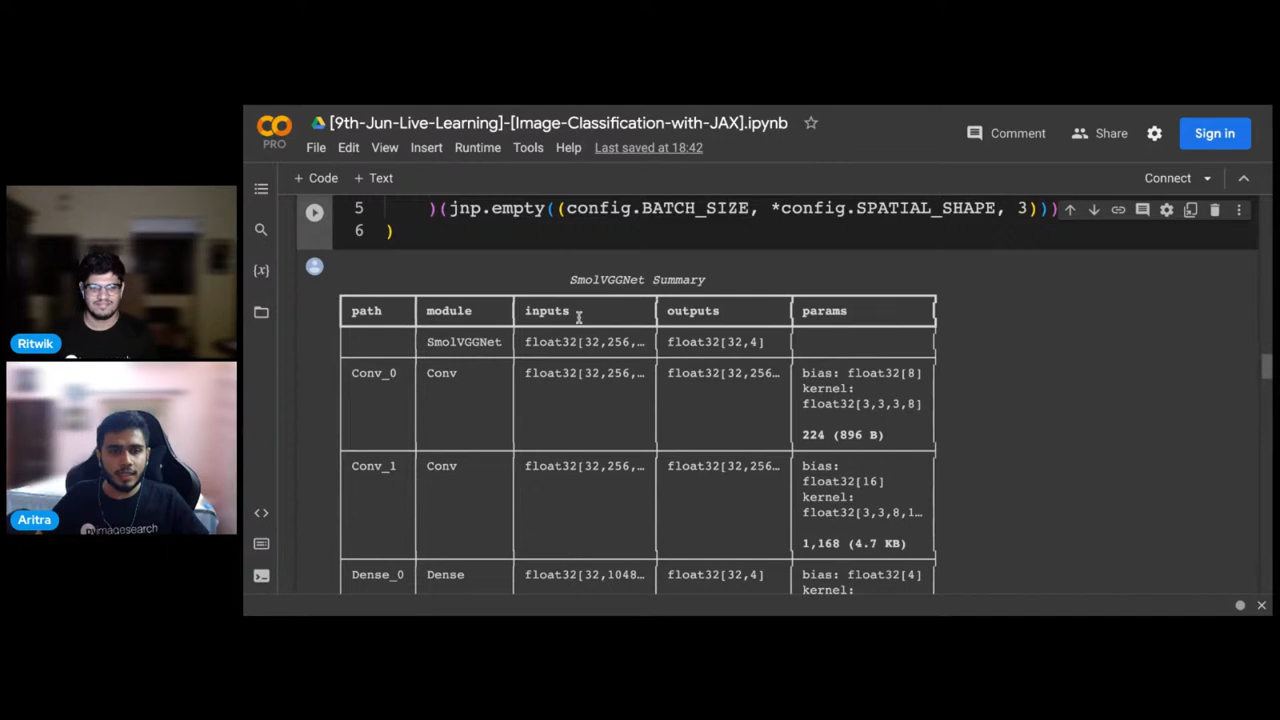 CO
PRO
[9th-Jun-Live-Learning]-[Image-Classification-with-JAX].ipynb
File Edit View Insert Runtime Tools Help Last saved at 18:42
Comment Share Sign in
+ Code + Text
Connect
5 )(jnp.empty((config.BATCH_SIZE, *config.SPATIAL_SHAPE, 3)))
6 )
{x}
SmolVGGNet Summary
path module inputs outputs params
SmolVGGNet float32[32,256,… float32[32,4]
Conv_0 Conv float32[32,256,… float32[32,256… bias: float32[8]
kernel:
float32[3,3,3,8]
224 (896 B)
Conv_1 Conv float32[32,256,… float32[32,256… bias:
float32[16]
kernel:
float32[3,3,8,1…
1,168 (4.7 KB)
Dense_0 Dense float32[32,1048… float32[32,4] bias: float32[4]
kernel:
Ritwik
Aritra
pyimagesearch